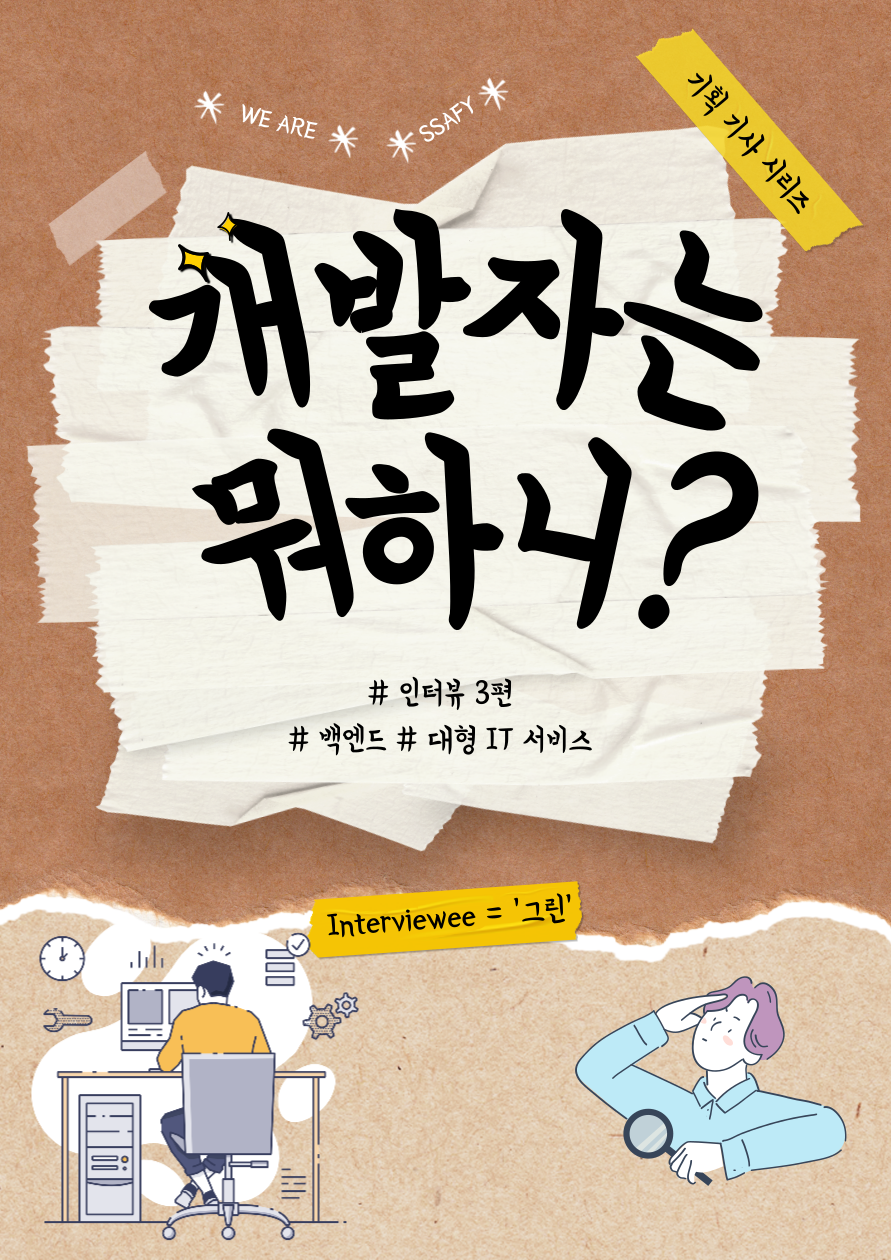 WE ARE SSAFY
기획 기사 시리즈
개발자는
뭐하니?
# 인터뷰 3편
# 백엔드 # 대형 IT 서비스
Interviewee = '그린'